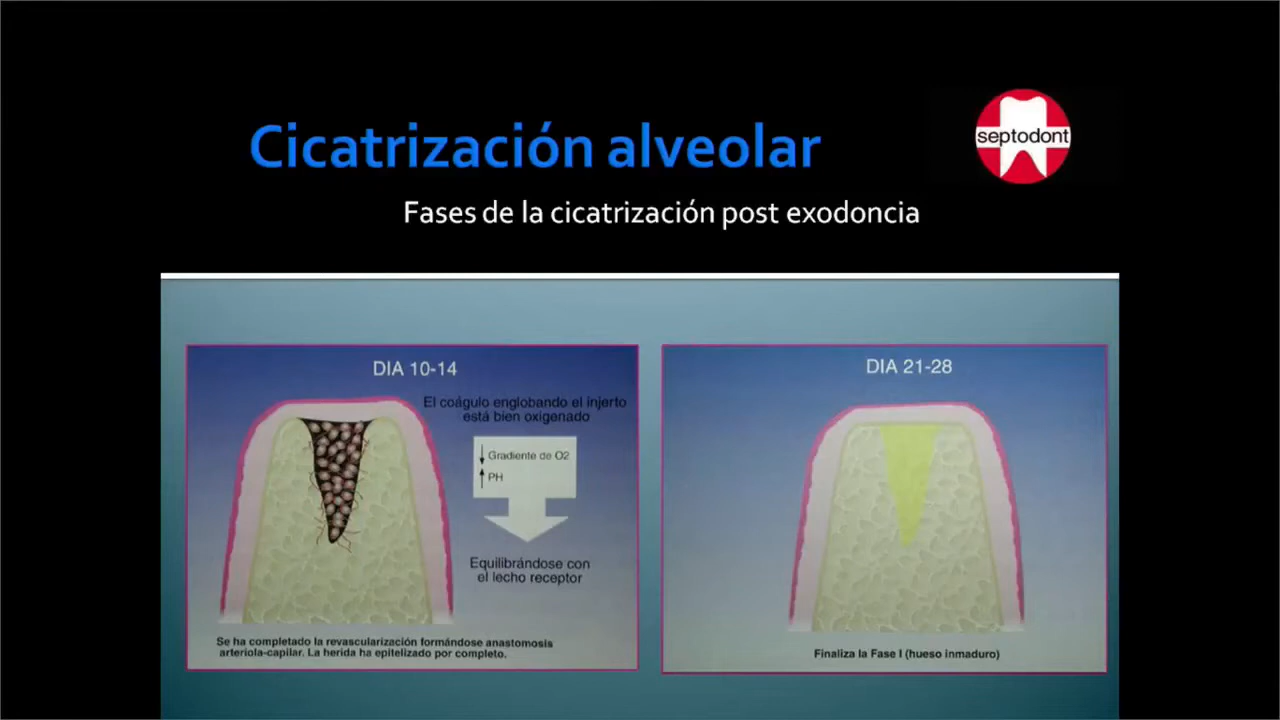 Cicatrización alveolar
septodont
Fases de la cicatrización post exodoncia
DIA 10-14
El coágulo englobando el injerto
está bien oxigenado
Gradiente de O2
PH
Equilibrándose con
el lecho receptor
Se ha completado la revascularización formándose anastomosis
arteriola-capilar. La herida ha epitelizado por completo.
DIA 21-28
Finaliza la Fase I (hueso inmaduro)